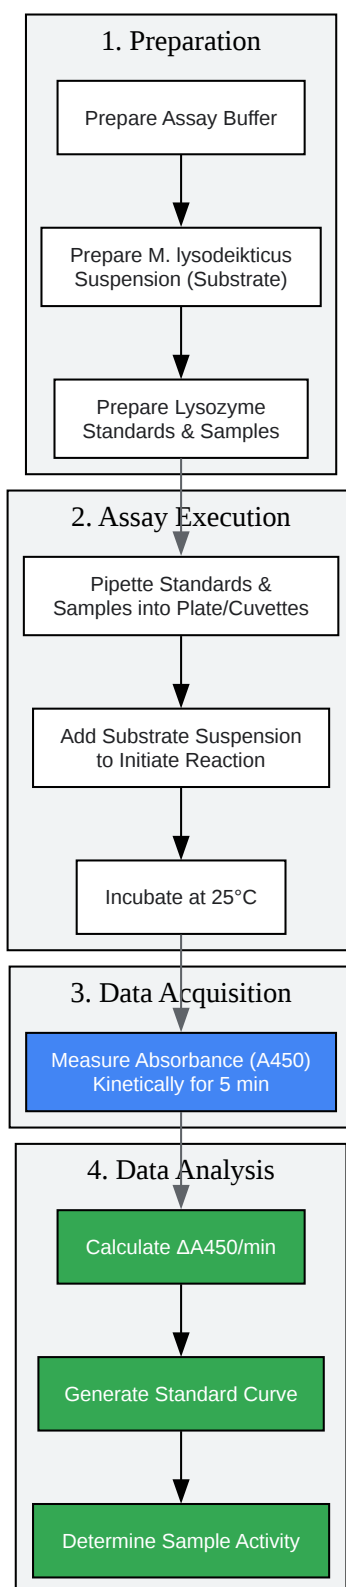 1. Preparation
Prepare Assay Buffer
Prepare M. lysodeikticus
Suspension (Substrate)
Prepare Lysozyme
Standards & Samples
2. Assay Execution
Pipette Standards &
Samples into Plate/Cuvettes
Add Substrate Suspension
to Initiate Reaction
Incubate at 25°C
3. Data Acquisition
Measure Absorbance (A450)
Kinetically for 5 min
4. Data Analysis
Calculate ΔA450/min
Generate Standard Curve
Determine Sample Activity